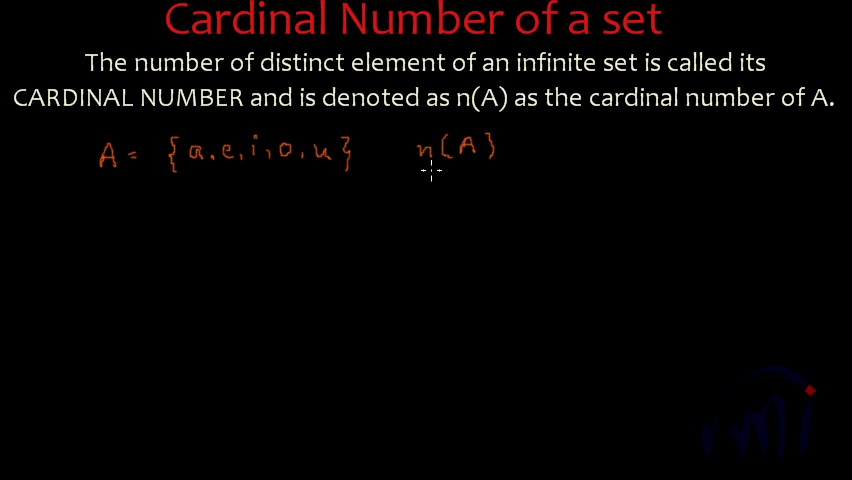 Cardinal Number of a set
The number of distinct element of an infinite set is called its
CARDINAL NUMBER and is denoted as n(A) as the cardinal number of A.
A = {a, e, i, o, u} n(A)